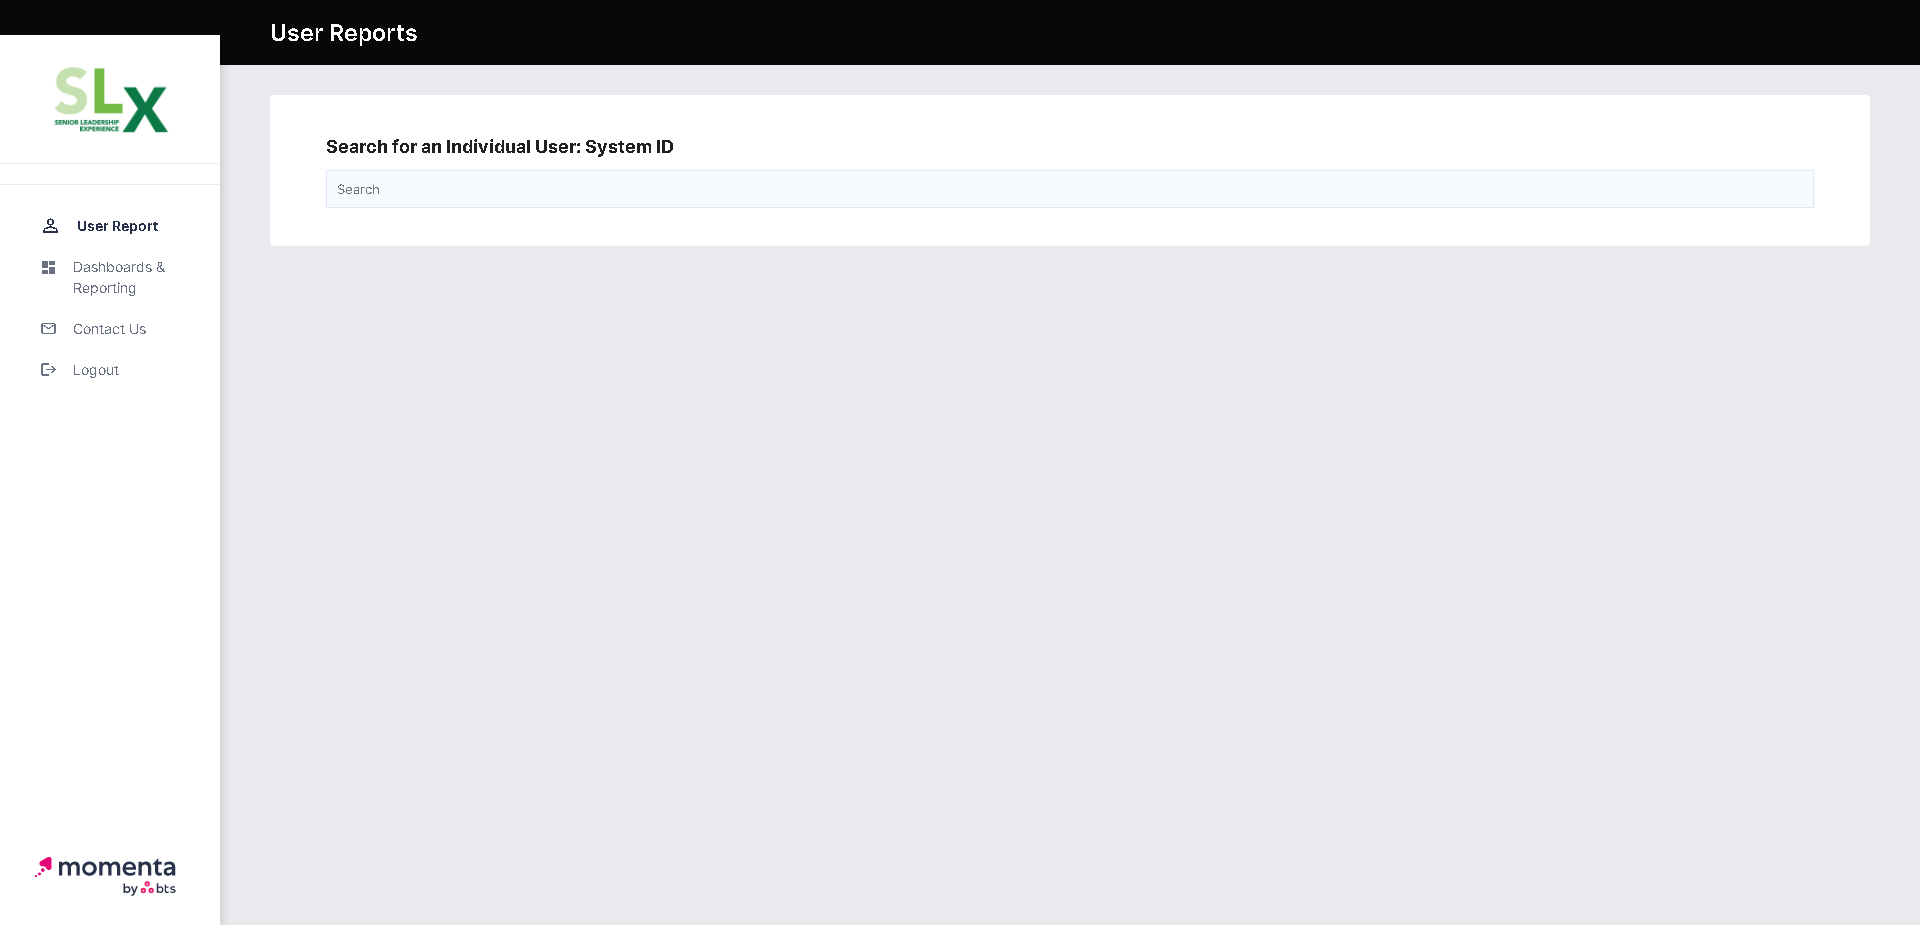 User Reports
SLX
SENIOR LEADERSHIP
EXPERIENCE
Search for an Individual User: System ID
Search
User Report
Dashboards &
Reporting
Contact Us
Logout
momenta
by bts